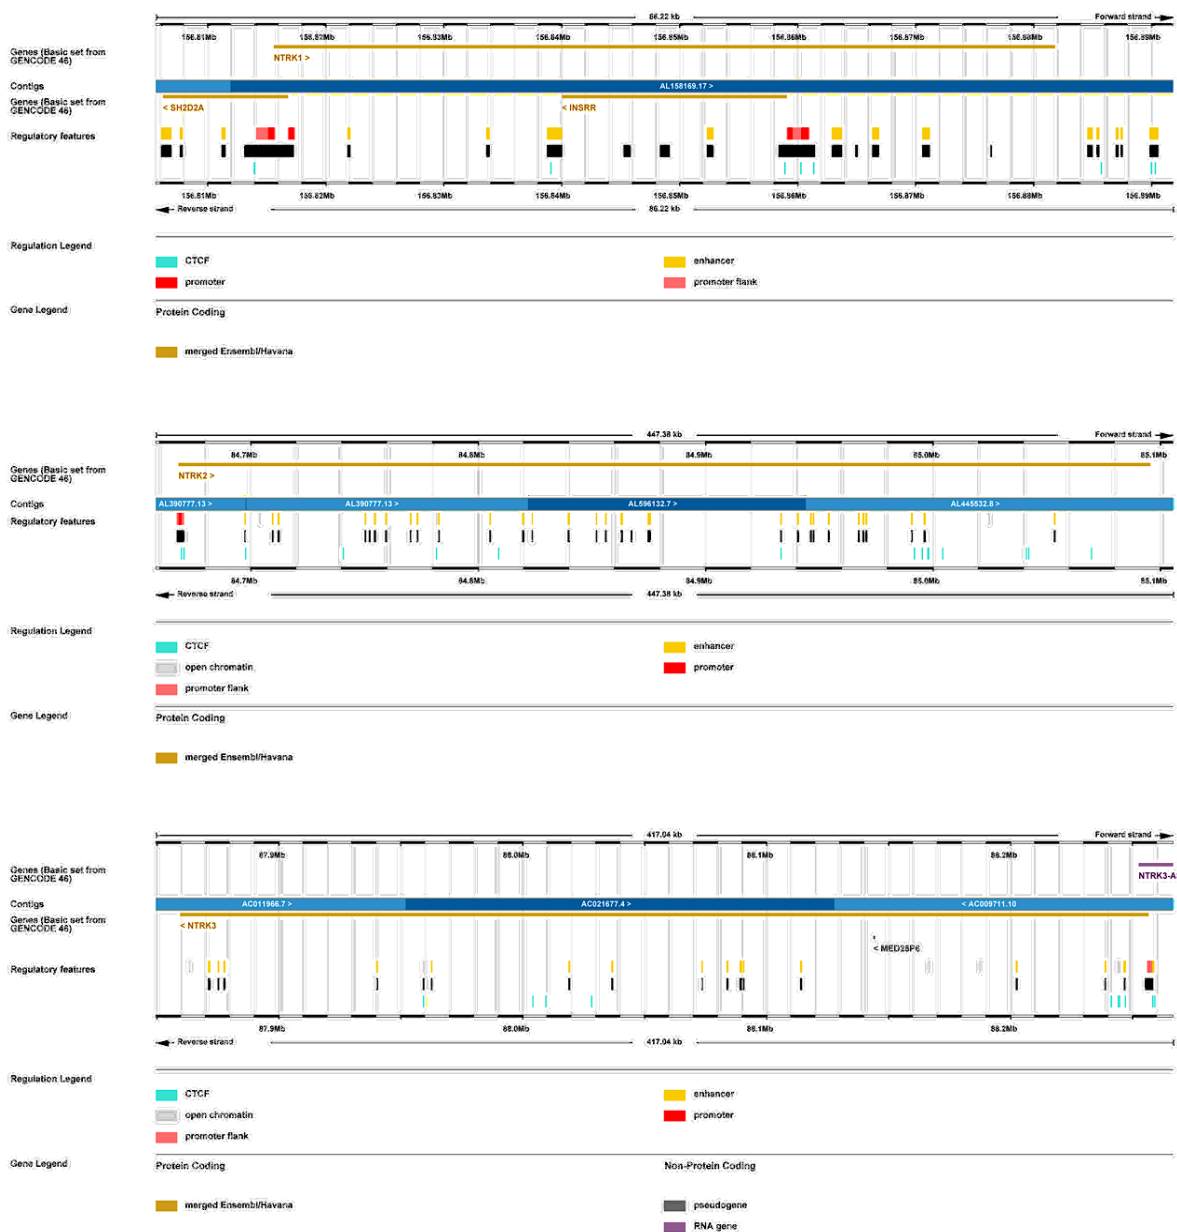 86.22 kb Forward strand
156.81Mb 156.82Mb 156.83Mb 156.84Mb 156.85Mb 156.86Mb 156.87Mb 156.88Mb 156.89Mb
Genes (Basic set from
GENCODE 46)
NTRK1 >
Contigs AL158169.17 >
Genes (Basic set from
GENCODE 46)
< SH2D2A < INSRR
Regulatory features
156.81Mb 156.82Mb 156.83Mb 156.84Mb 156.85Mb 156.86Mb 156.87Mb 156.88Mb 156.89Mb
Reverse strand 86.22 kb
Regulation Legend
CTCF enhancer
promoter promoter flank
Gene Legend Protein Coding
merged Ensembl/Havana
447.38 kb Forward strand
84.7Mb 84.8Mb 84.9Mb 85.0Mb 85.1Mb
Genes (Basic set from
GENCODE 46)
NTRK2 >
Contigs AL390777.13 > AL390777.13 > AL596132.7 > AL445532.8 >
Regulatory features
84.7Mb 84.8Mb 84.9Mb 85.0Mb 85.1Mb
Reverse strand 447.38 kb
Regulation Legend
CTCF enhancer
open chromatin promoter
promoter flank
Gene Legend Protein Coding
merged Ensembl/Havana
417.04 kb Forward strand
87.9Mb 88.0Mb 88.1Mb 88.2Mb
Genes (Basic set from
GENCODE 46)
NTRK3-A
Contigs AC011966.7 > AC021677.4 > < AC009711.10
Genes (Basic set from
GENCODE 46)
< NTRK3
< MED28P6
Regulatory features
87.9Mb 88.0Mb 88.1Mb 88.2Mb
Reverse strand 417.04 kb
Regulation Legend
CTCF enhancer
open chromatin promoter
promoter flank
Gene Legend Protein Coding Non-Protein Coding
merged Ensembl/Havana pseudogene
RNA gene